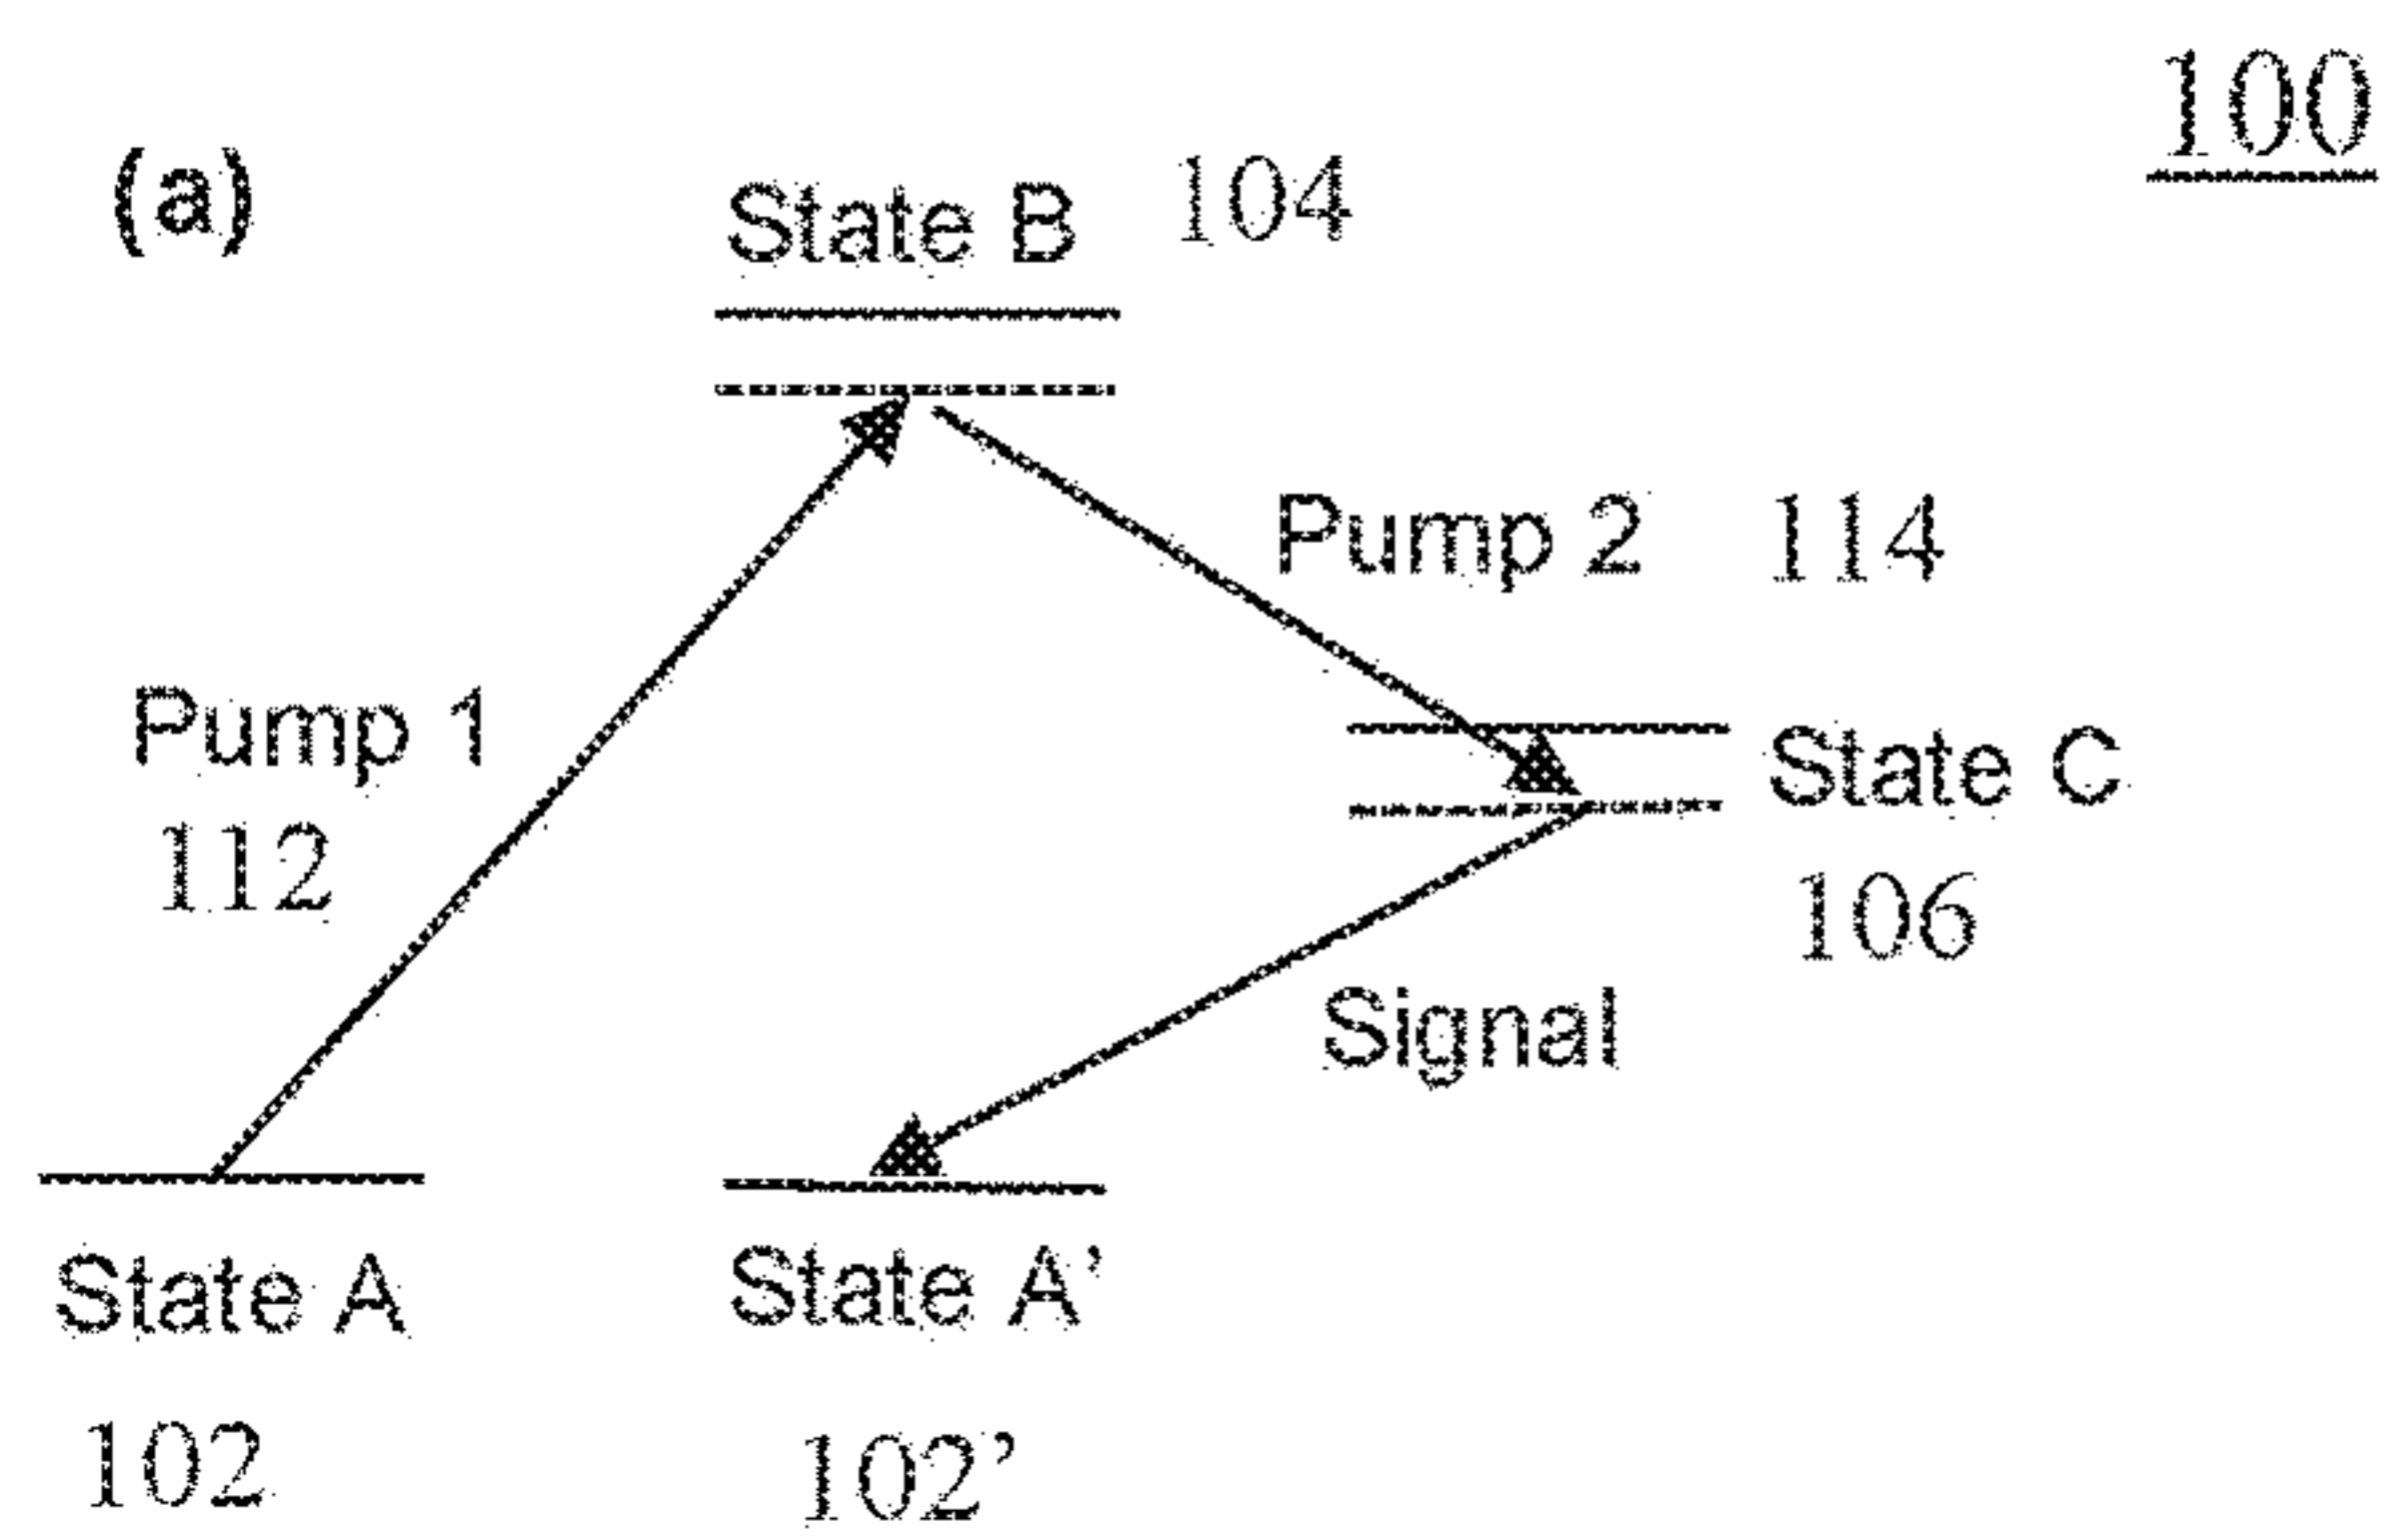 100
(a)
State B 104
Pump 2 114
Pump 1
112
State C
106
Signal
State A
102
State A’
102’